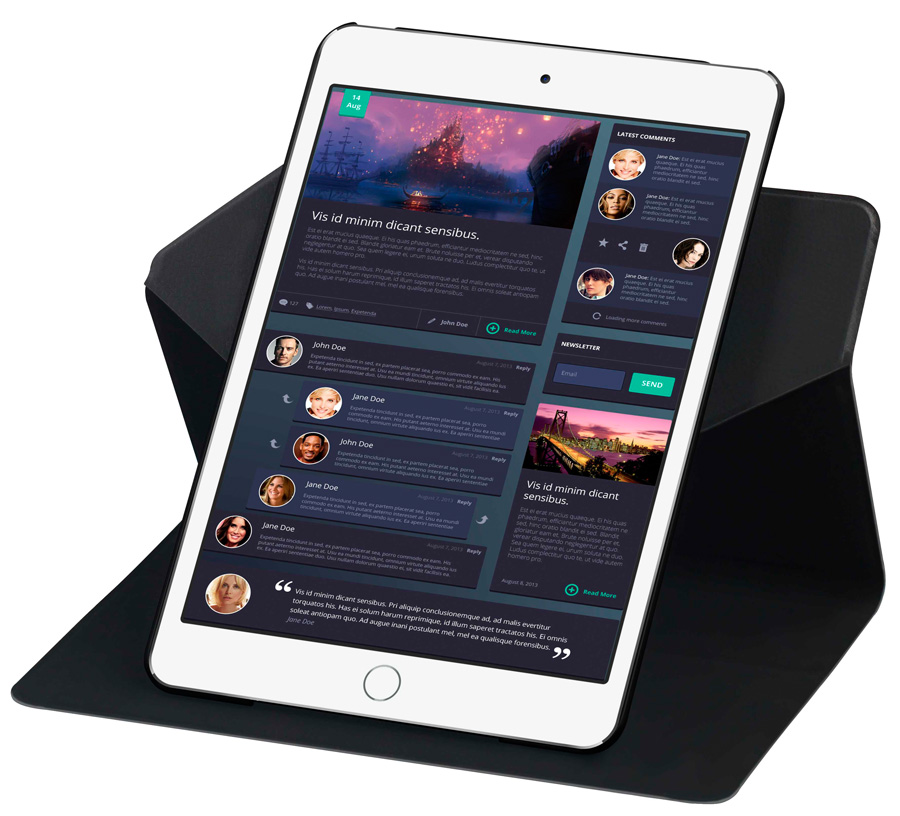 14
Aug
Vis id minim dicant sensibus.
Ei ei erat mucius quaeque. Ei his quas phaedrum, efficiantur mediocritatem ne sed, hinc
oratio blandit ei sed. Blandit gloriatur eam et. Brute noluisse per et, verear disputando
neglegentur at quo. Sea quem legere ei, urum soluta ne duo. Ludus complectitur quo te, ut
homero pro.
Vis id minim dicant sensibus. Pri aliquip conclusionemque ad, ad malis evertitur torquatos
his, Has ei solum harum reprimique, id illum saperet tractatos his. Ei omnis soleat antiopam
quo. Ad augue inani postulant mel, mel ea qualisque forensibus.
127
Lorem, Ipsum, Expetenda
John Doe
Read More
John Doe
August 7, 2013 Reply
Expetenda tincidunt in sed, ex partem placerat sea, porro commodo ex eam. His putant
aeterno interesset at. Usu ea mundi tincidunt, omnium virtute aliquando ius
ex. Ea aperiri sententiae duo. Usu nullam dolorum quaestio ei, sit vidit facilisis ea.
Jane Doe
August 7, 2013 Reply
Expetenda tincidunt in sed, ex partem placerat sea, porro
commodo ex eam. His putant aeterno interesset at. Usu ea mundi
tincidunt, omnium virtute aliquando ius ex. Ea aperiri sententiae
John Doe
August 7, 2013 Reply
Expetenda tincidunt in sed, ex partem placerat sea, porro
commodo ex eam. His putant aeterno interesset at. Usu ea mundi
tincidunt, omnium virtute aliquando ius ex. Ea aperiri sententiae
Jane Doe
August 7, 2013 Reply
Expetenda tincidunt in sed, ex partem placerat sea, porro
commodo ex eam. His putant aeterno interesset at. Usu ea mundi
tincidunt, omnium virtute aliquando ius ex. Ea aperiri sententiae
Jane Doe
August 7, 2013 Reply
Expetenda tincidunt in sed, ex partem placerat sea, porro commodo ex eam. His
putant aeterno interesset at. Usu ea mundi tincidunt, omnium virtute aliquando ius
ex. Ea aperiri sententiae duo. Usu nullam dolorum quaestio ei, sit vidit facilisis ea.
Vis id minim dicant sensibus. Pri aliquip conclusionemque ad, ad malis evertitur
torquatos his. Has ei solum harum reprimique, id illum saperet tractatos his. Ei omnis
soleat antiopam quo. Ad augue inani postulant mel, mel ea qualisque forensibus.
Jane Doe
LATEST COMMENTS
Jane Doe: Est ei erat mucius
quaeque. Ei his quas
phaedrum, efficiantur
mediocritatem ne sed, hinc
oratio blandit ei sed.
Jane Doe: Est ei erat mucius
quaeque. Ei his quas
phaedrum, efficiantur
mediocritatem ne sed, hinc
oratio blandit ei sed.
Jane Doe: Est ei erat mucius
quaeque. Ei his quas
phaedrum, efficiantur
mediocritatem ne sed, hinc
oratio blandit ei sed.
Loading more comments
NEWSLETTER
Email
SEND
Vis id minim dicant
sensibus.
Est ei erat mucius quaeque. Ei his quas
phaedrum, efficiantur mediocritatem ne
sed, hinc oratio blandit ei sed. Blandit
gloriatur eam et. Brute noluisse per et,
verear disputando neglegentur at quo.
Sea quem legere ei, urum soluta ne duo.
Ludus complectitur quo te, ut vidit autem
homero pro.
August 6, 2013
Read More